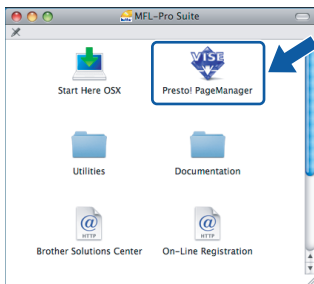 MFL-Pro Suite
VISE
Start Here OSX
Presto! PageManager
Utilities
Documentation
@
HTTP
@
HTTP
Brother Solutions Center
On-Line Registration